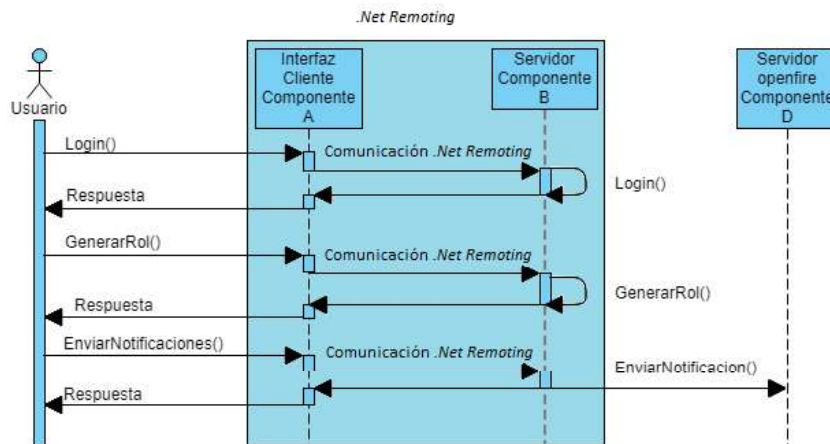 .Net Remoting
Interfaz
Cliente
Componente
A
Servidor
Componente
B
Servidor
openfire
Componente
D
Usuario
Login()
Comunicación .Net Remoting
Login()
Respuesta
GenerarRol()
Comunicación .Net Remoting
GenerarRol()
Respuesta
EnviarNotificaciones()
Comunicación .Net Remoting
EnviarNotificacion()
Respuesta